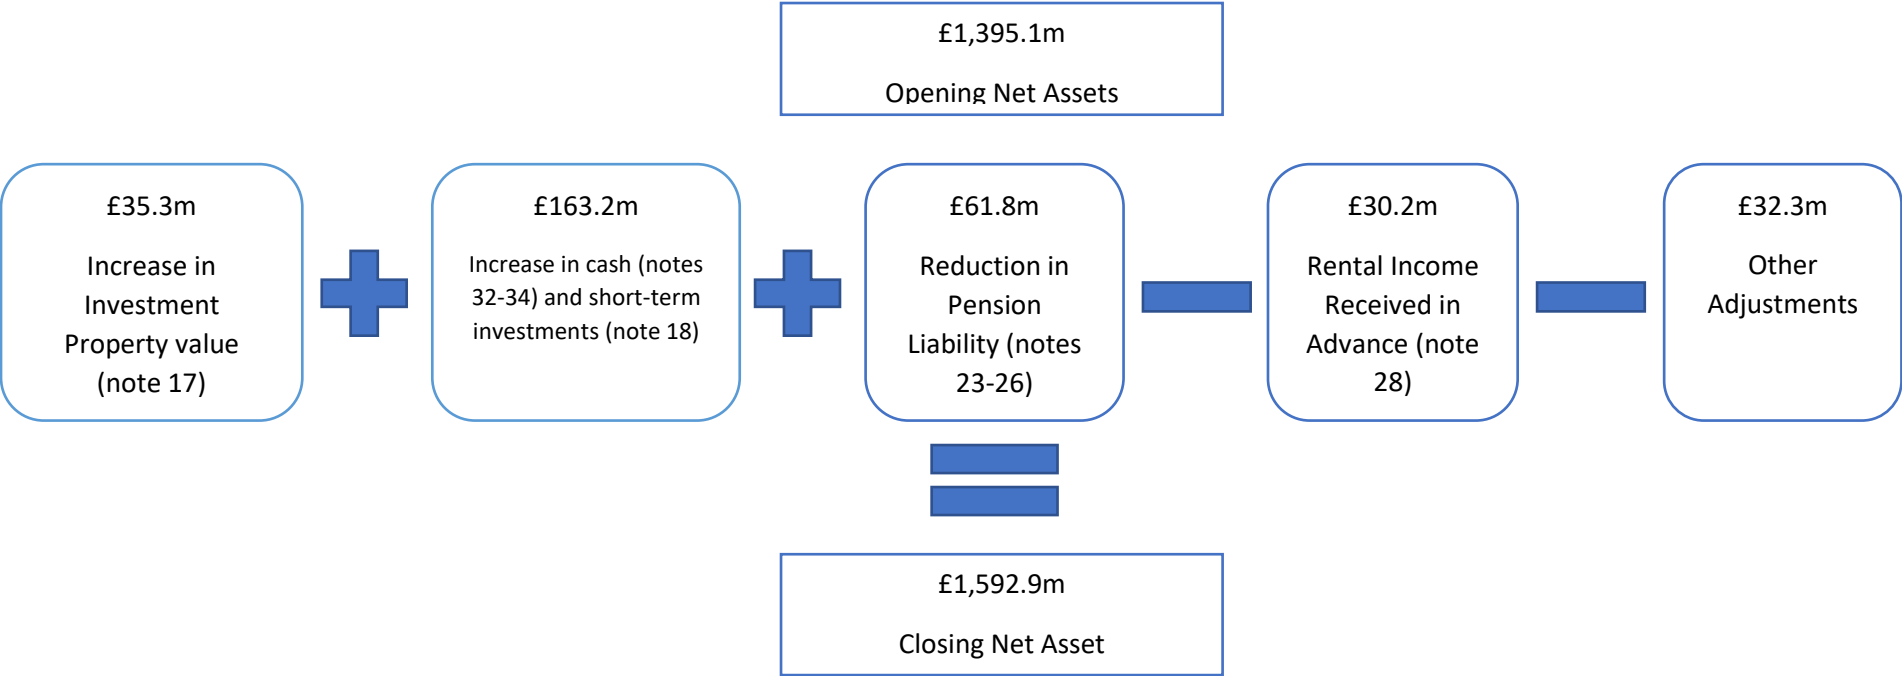 £1,395.1m
Opening Net Assets
£35.3m
Increase in
Investment
Property value
(note 17)
£163.2m
Increase in cash (notes
32-34) and short-term
investments (note 18)
£61.8m
Reduction in
Pension
Liability (notes
23-26)
£30.2m
Rental Income
Received in
Advance (note
28)
£32.3m
Other
Adjustments
£1,592.9m
Closing Net Asset